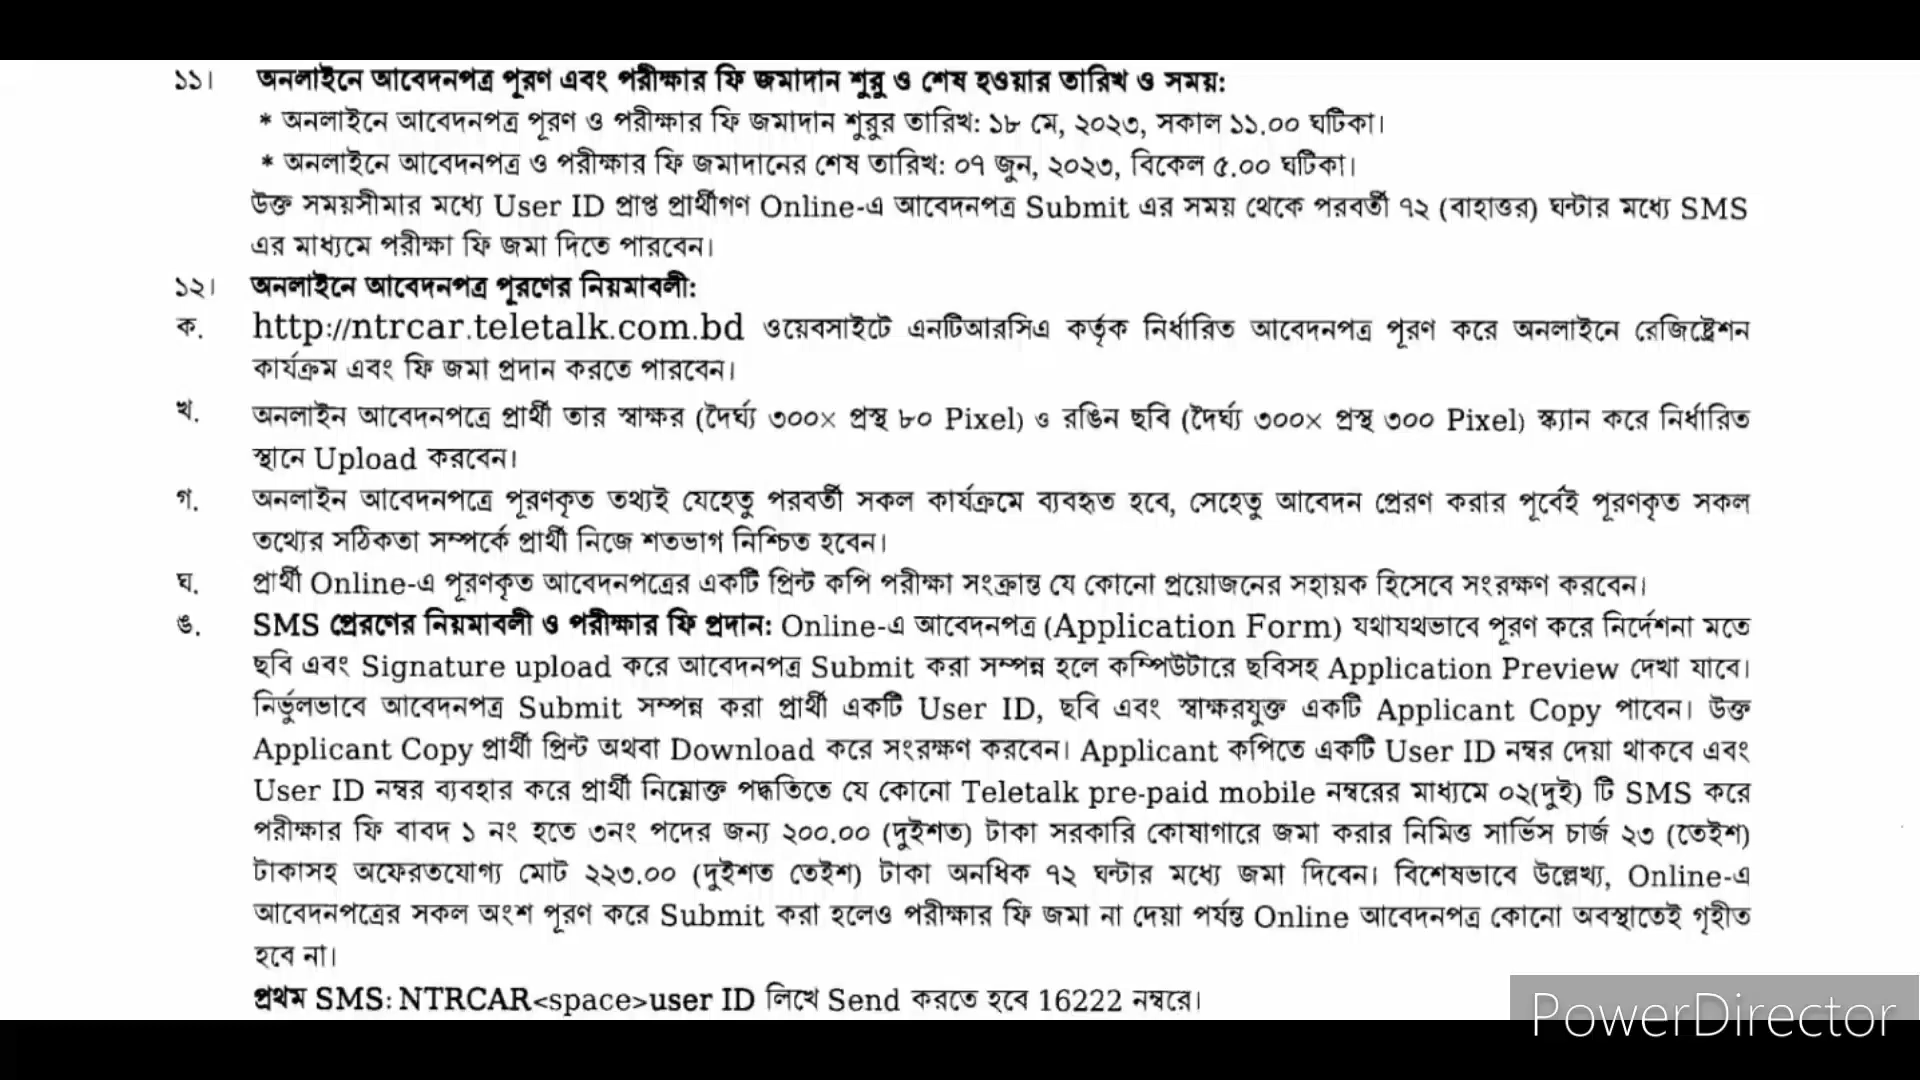 ১১। অনলাইনে আবেদনপত্র পূরণ এবং পরীক্ষার ফি জমাদান শুরু ও শেষ হওয়ার তারিখ ও সময়:
* অনলাইনে আবেদনপত্র পূরণ ও পরীক্ষার ফি জমাদান শুরুর তারিখ: ১৮ মে, ২০২৩, সকাল ১১.০০ ঘটিকা।
* অনলাইনে আবেদনপত্র ও পরীক্ষার ফি জমাদানের শেষ তারিখ: ০৭ জুন, ২০২৩, বিকেল ৫.০০ ঘটিকা।
উক্ত সময়সীমার মধ্যে User ID প্রাপ্ত প্রার্থীগণ Online-এ আবেদনপত্র Submit এর সময় থেকে পরবর্তী ৭২ (বাহাত্তর) ঘন্টার মধ্যে SMS
এর মাধ্যমে পরীক্ষা ফি জমা দিতে পারবেন।
১২। অনলাইনে আবেদনপত্র পূরণের নিয়মাবলী:
ক. http://ntrcar.teletalk.com.bd ওয়েবসাইটে এনটিআরসিএ কর্তৃক নির্ধারিত আবেদনপত্র পূরণ করে অনলাইনে রেজিষ্ট্রেশন
কার্যক্রম এবং ফি জমা প্রদান করতে পারবেন।
খ. অনলাইন আবেদনপত্রে প্রার্থী তার স্বাক্ষর (দৈর্ঘ্য ৩০০× প্রস্থ ৮০ Pixel) ও রঙিন ছবি (দৈর্ঘ্য ৩০০× প্রস্থ ৩০০ Pixel) স্ক্যান করে নির্ধারিত
স্থানে Upload করবেন।
গ. অনলাইন আবেদনপত্রে পূরণকৃত তথ্যই যেহেতু পরবর্তী সকল কার্যক্রমে ব্যবহৃত হবে, সেহেতু আবেদন প্রেরণ করার পূর্বেই পূরণকৃত সকল
তথ্যের সঠিকতা সম্পর্কে প্রার্থী নিজে শতভাগ নিশ্চিত হবেন।
ঘ. প্রার্থী Online-এ পূরণকৃত আবেদনপত্রের একটি প্রিন্ট কপি পরীক্ষা সংক্রান্ত যে কোনো প্রয়োজনের সহায়ক হিসেবে সংরক্ষণ করবেন।
ঙ. SMS প্রেরণের নিয়মাবলী ও পরীক্ষার ফি প্রদান: Online-এ আবেদনপত্র (Application Form) যথাযথভাবে পূরণ করে নির্দেশনা মতে
ছবি এবং Signature upload করে আবেদনপত্র Submit করা সম্পন্ন হলে কম্পিউটারে ছবিসহ Application Preview দেখা যাবে।
নির্ভুলভাবে আবেদনপত্র Submit সম্পন্ন করা প্রার্থী একটি User ID, ছবি এবং স্বাক্ষরযুক্ত একটি Applicant Copy পাবেন। উক্ত
Applicant Copy প্রার্থী প্রিন্ট অথবা Download করে সংরক্ষণ করবেন। Applicant কপিতে একটি User ID নম্বর দেয়া থাকবে এবং
User ID নম্বর ব্যবহার করে প্রার্থী নিম্নোক্ত পদ্ধতিতে যে কোনো Teletalk pre-paid mobile নম্বরের মাধ্যমে ০২(দুই) টি SMS করে
পরীক্ষার ফি বাবদ ১ নং হতে ৩নং পদের জন্য ২০০.০০ (দুইশত) টাকা সরকারি কোষাগারে জমা করার নিমিত্ত সার্ভিস চার্জ ২৩ (তেইশ)
টাকাসহ অফেরতযোগ্য মোট ২২৩.০০ (দুইশত তেইশ) টাকা অনধিক ৭২ ঘন্টার মধ্যে জমা দিবেন। বিশেষভাবে উল্লেখ্য, Online-এ
আবেদনপত্রের সকল অংশ পূরণ করে Submit করা হলেও পরীক্ষার ফি জমা না দেয়া পর্যন্ত Online আবেদনপত্র কোনো অবস্থাতেই গৃহীত
হবে না।
প্রথম SMS: NTRCAR<space>user ID লিখে Send করতে হবে 16222 নম্বরে।
PowerDirector